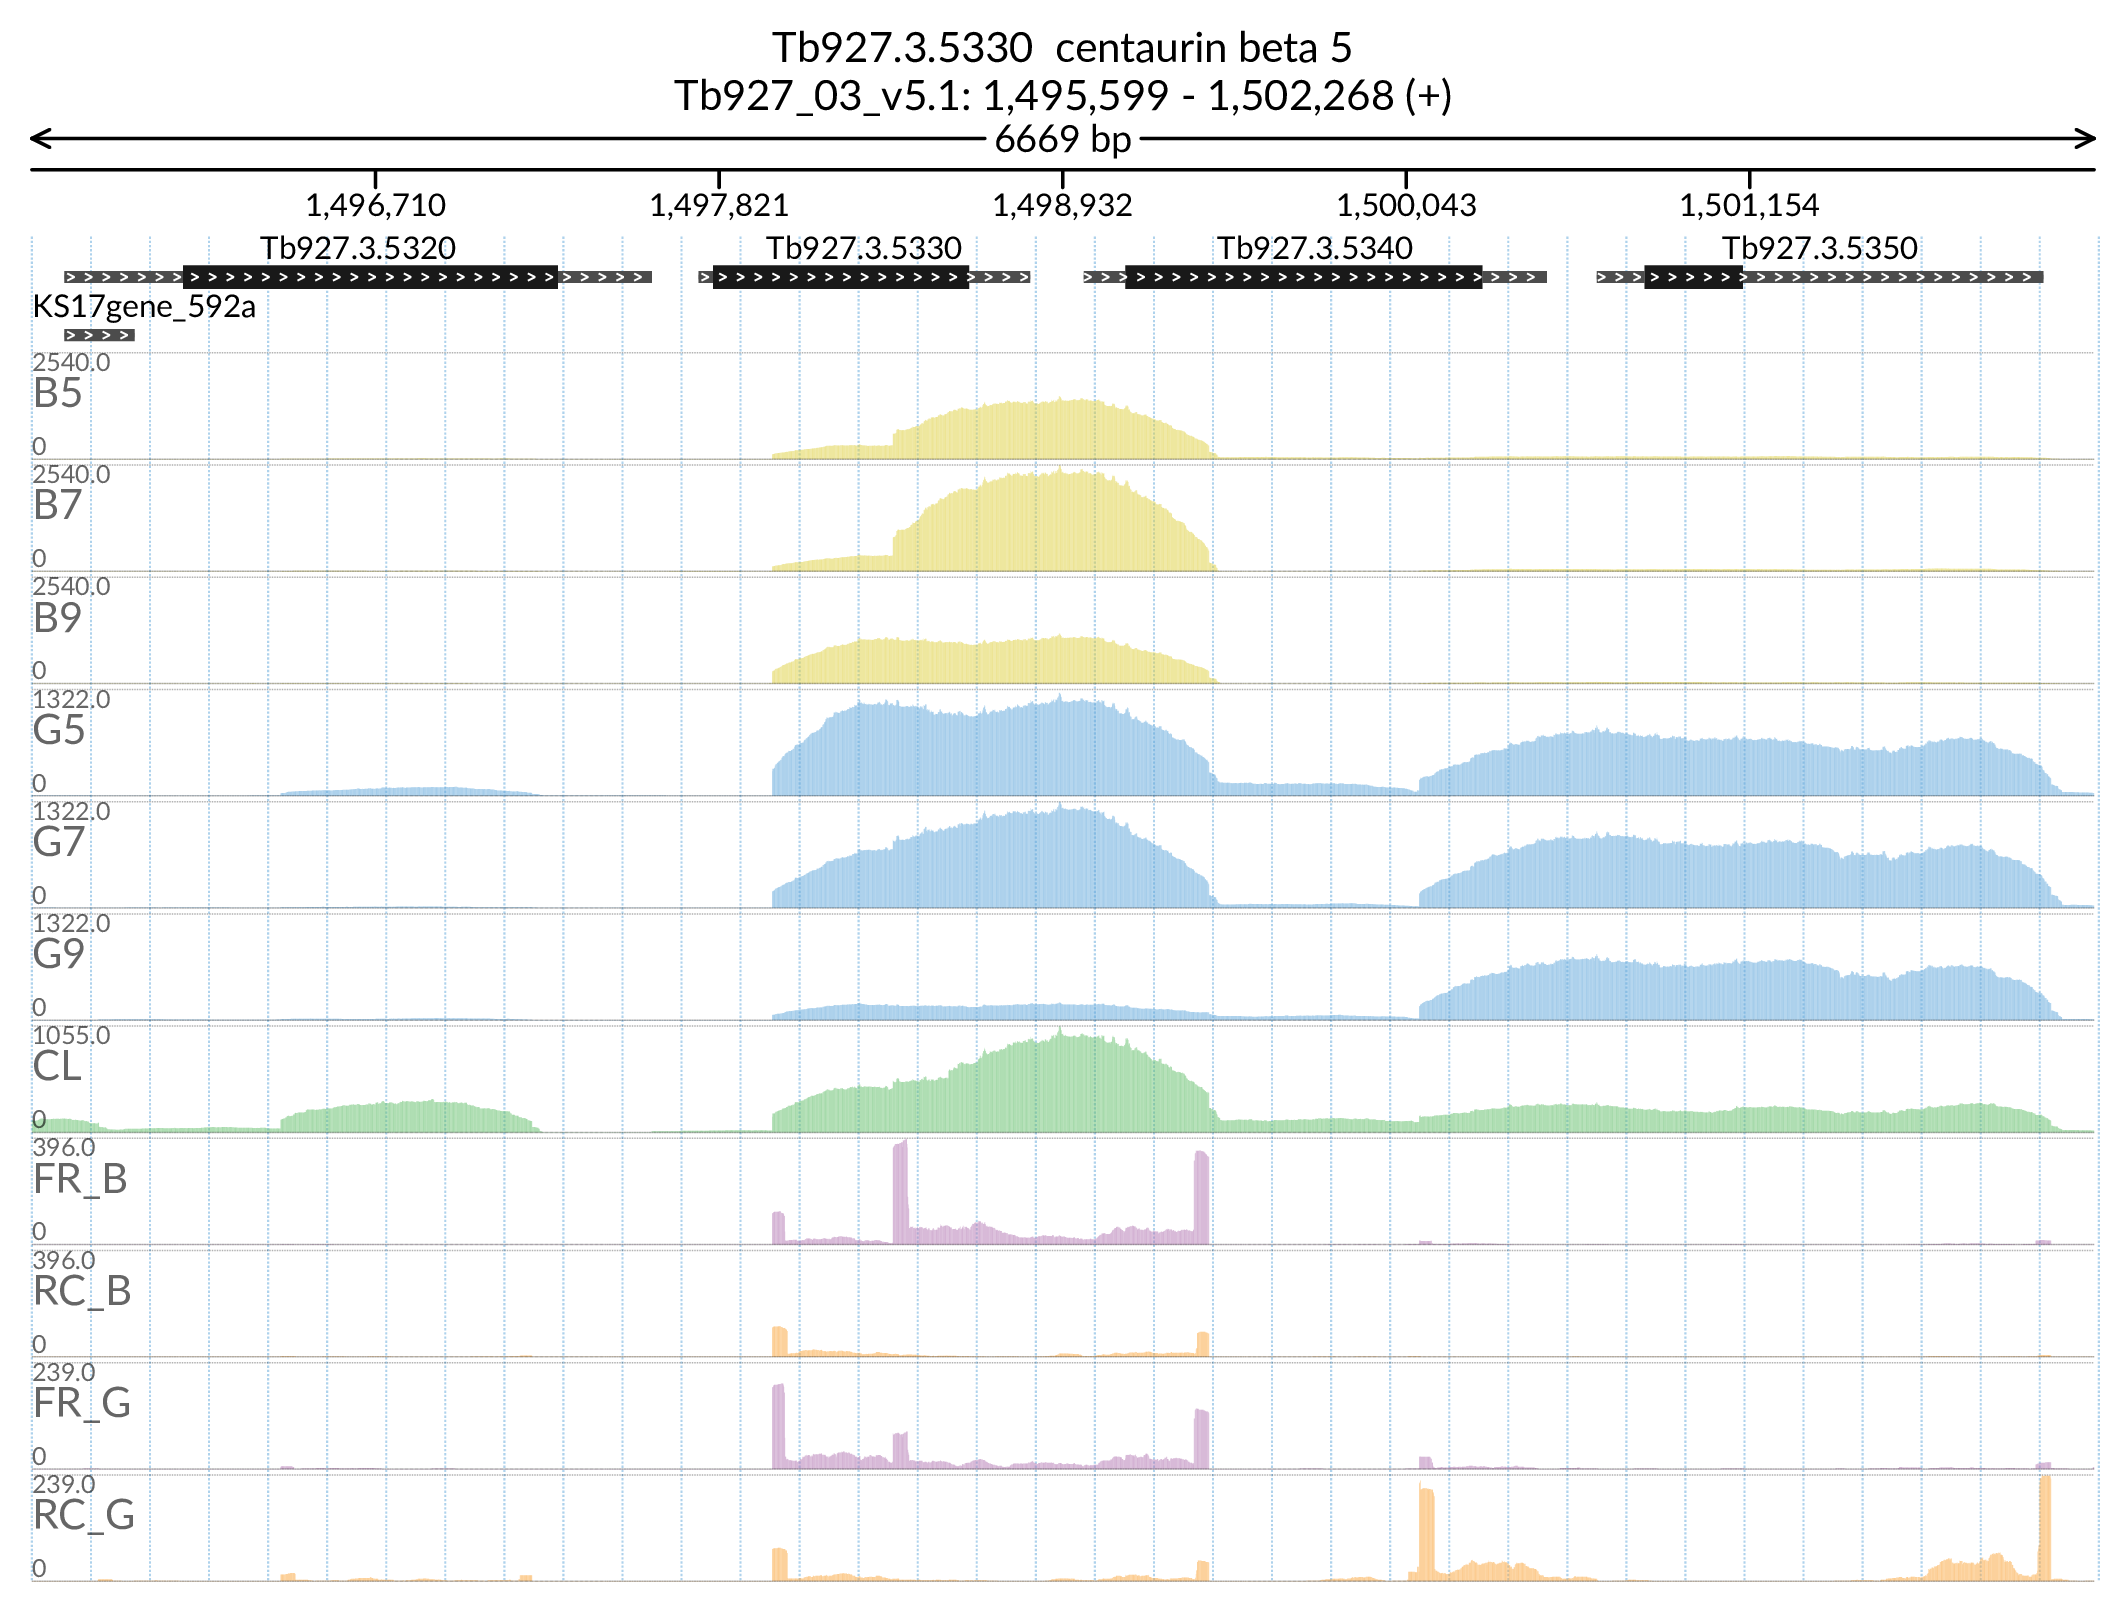 Tb927.3.5330 centaurin beta 5
Tb927_03_v5.1: 1,495,599 - 1,502,268 (+)
6669 bp
1,496,710 1,497,821 1,498,932 1,500,043 1,501,154
Tb927.3.5320 Tb927.3.5330 Tb927.3.5340 Tb927.3.5350
KS17gene_592a
2540.0
B5
0
2540.0
B7
0
2540.0
B9
0
1322.0
G5
0
1322.0
G7
0
1322.0
G9
0
1055.0
CL
0
396.0
FR_B
0
396.0
RC_B
0
239.0
FR_G
0
239.0
RC_G
0